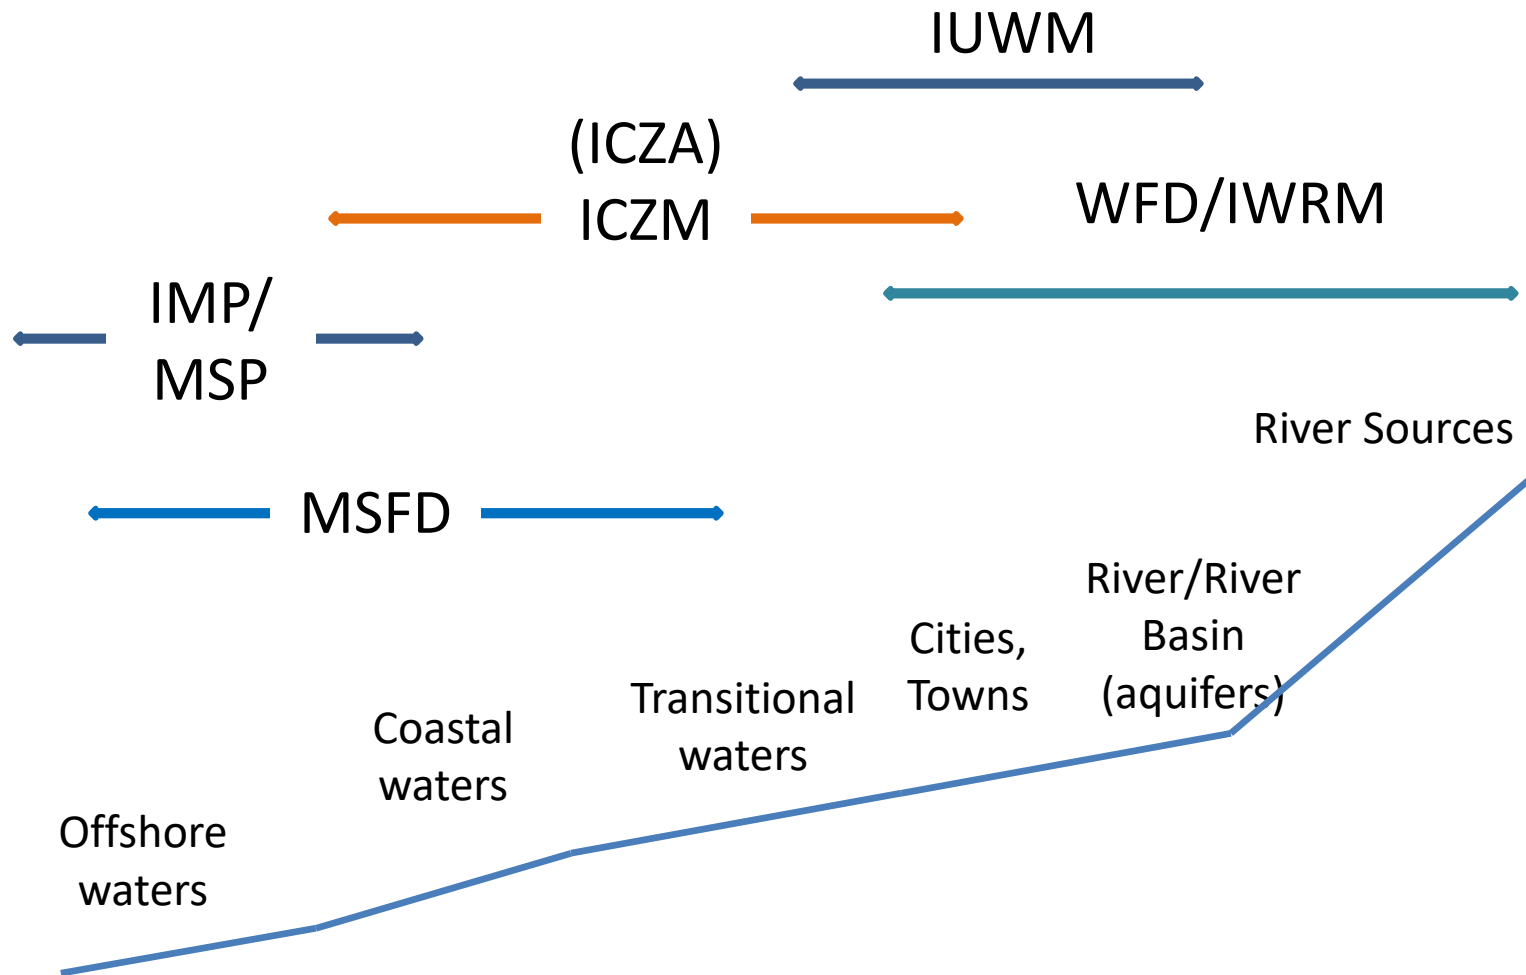 IUWM
(ICZA)
ICZM
WFD/IWRM
IMP/
MSP
River Sources
MSFD
River/River
Basin
(aquifers)
Cities,
Towns
Transitional
waters
Coastal
waters
Offshore
waters